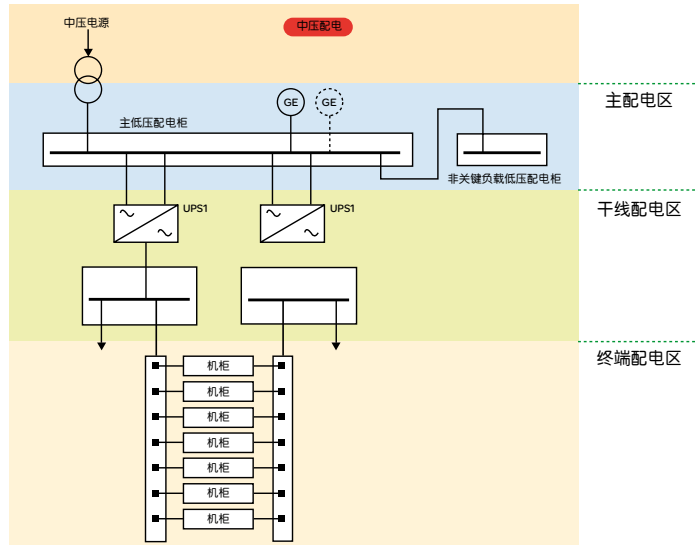 中压电源
中压配电
主配电区
GE
GE
主低压配电柜
非关键负载低压配电柜
干线配电区
UPS1
UPS1
终端配电区
机柜
机柜
机柜
机柜
机柜
机柜
机柜